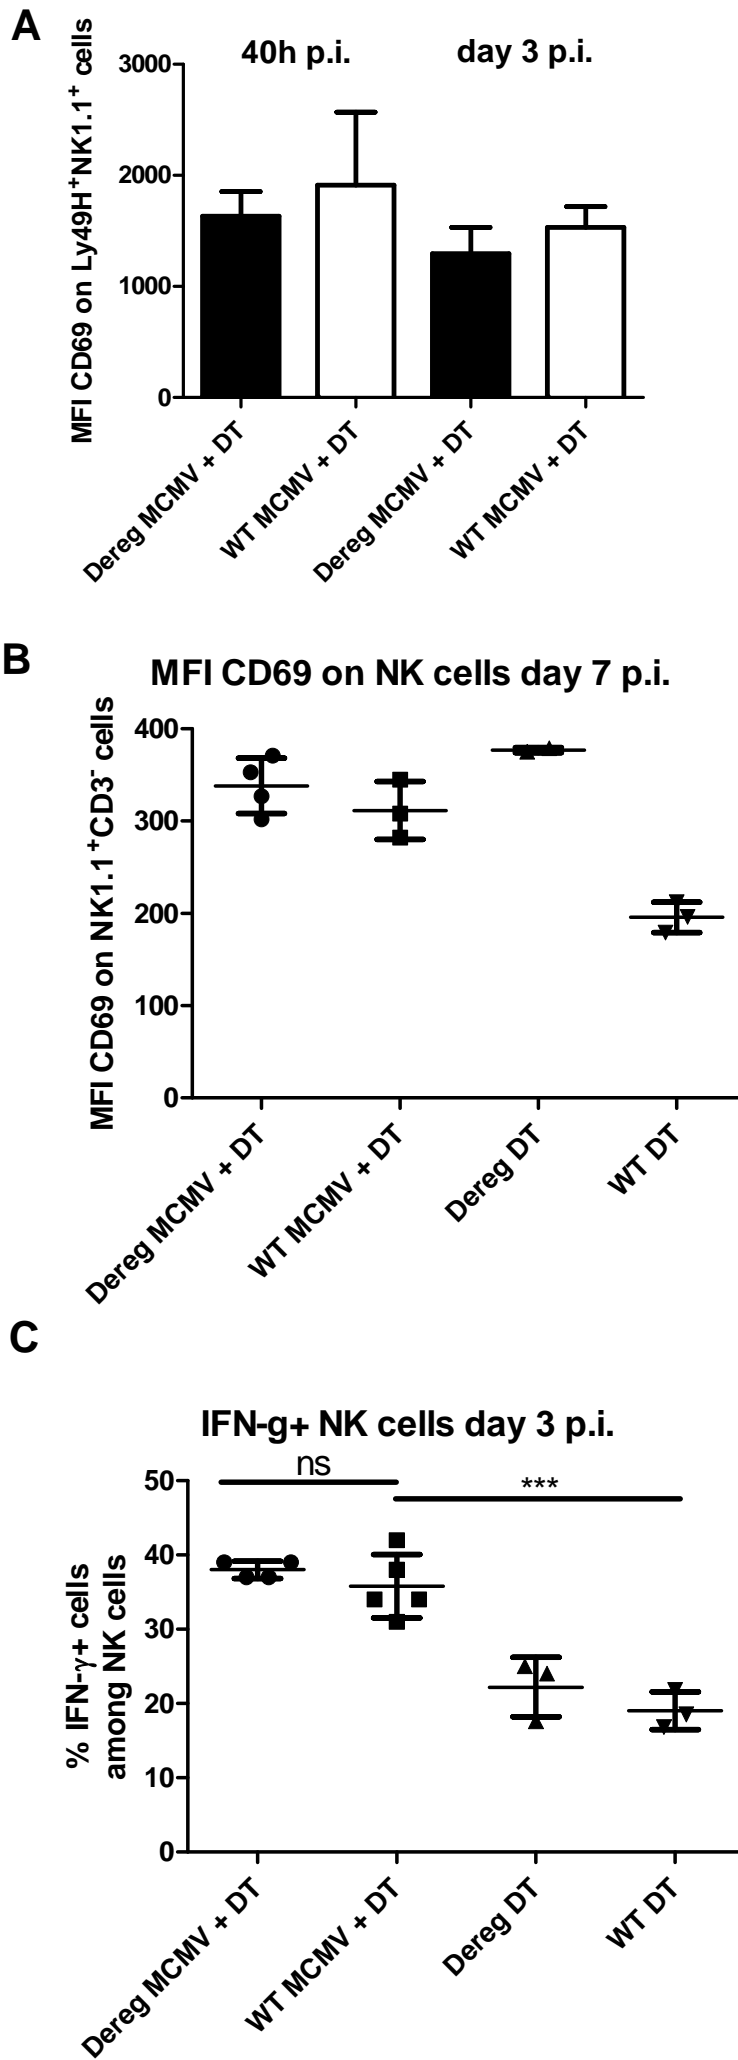 A
40h p.i.
day 3 p.i.
MFI CD69 on Ly49H⁺NK1.1⁺ cells
3000
2000
1000
0
Dereg MCMV + DT
WT MCMV + DT
Dereg MCMV + DT
WT MCMV + DT
B
MFI CD69 on NK cells day 7 p.i.
MFI CD69 on NK1.1⁺CD3⁻ cells
400
300
200
100
0
Dereg MCMV + DT
WT MCMV + DT
Dereg DT
WT DT
C
IFN-g+ NK cells day 3 p.i.
ns
***
% IFN-γ+ cells
among NK cells
50
40
30
20
10
0
Dereg MCMV + DT
WT MCMV + DT
Dereg DT
WT DT